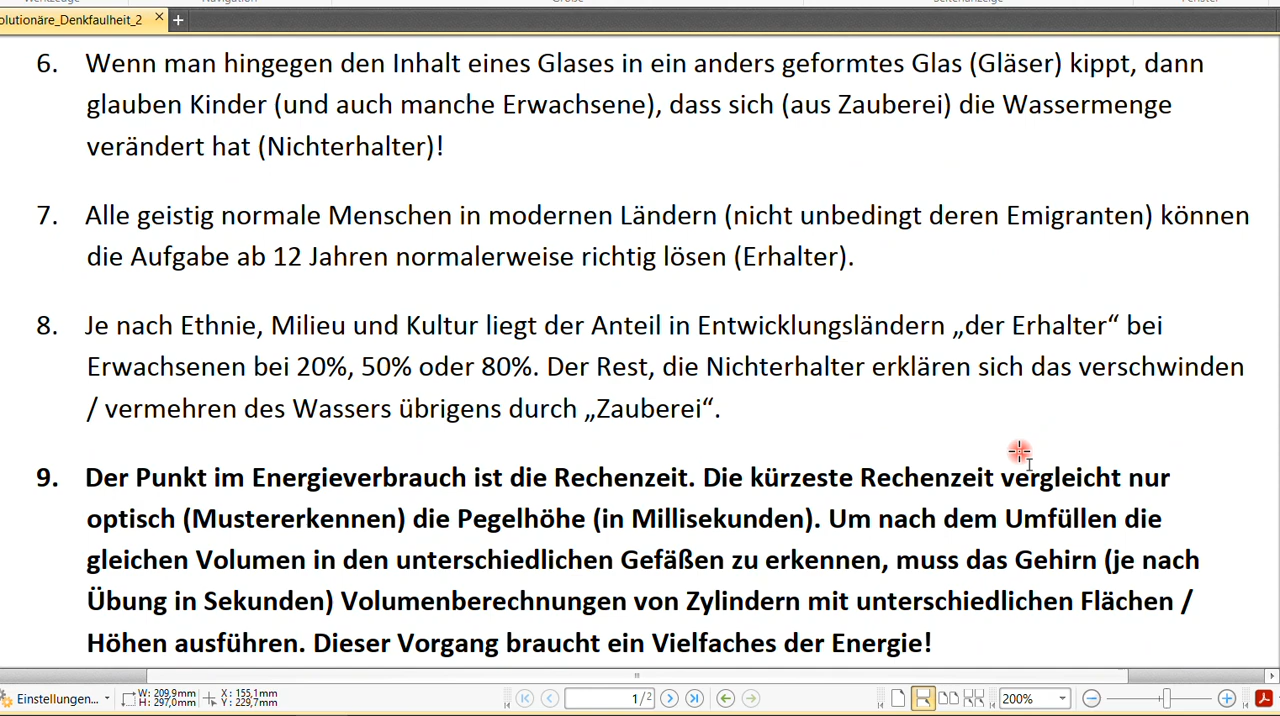 olutionäre_Denkfaulheit_2
6. Wenn man hingegen den Inhalt eines Glases in ein anders geformtes Glas (Gläser) kippt, dann
glauben Kinder (und auch manche Erwachsene), dass sich (aus Zauberei) die Wassermenge
verändert hat (Nichterhalter)!
7. Alle geistig normale Menschen in modernen Ländern (nicht unbedingt deren Emigranten) können
die Aufgabe ab 12 Jahren normalerweise richtig lösen (Erhalter).
8. Je nach Ethnie, Milieu und Kultur liegt der Anteil in Entwicklungsländern „der Erhalter“ bei
Erwachsenen bei 20%, 50% oder 80%. Der Rest, die Nichterhalter erklären sich das verschwinden
/ vermehren des Wassers übrigens durch „Zauberei“.
9. Der Punkt im Energieverbrauch ist die Rechenzeit. Die kürzeste Rechenzeit vergleicht nur
optisch (Mustererkennen) die Pegelhöhe (in Millisekunden). Um nach dem Umfüllen die
gleichen Volumen in den unterschiedlichen Gefäßen zu erkennen, muss das Gehirn (je nach
Übung in Sekunden) Volumenberechnungen von Zylindern mit unterschiedlichen Flächen /
Höhen ausführen. Dieser Vorgang braucht ein Vielfaches der Energie!
Einstellungen... W: 209,9mm X: 155,1mm 1/2 200%
H: 297,0mm Y: 229,7mm